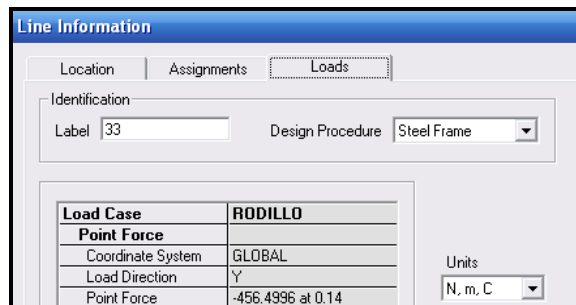 Line Information
Location Assignments Loads
Identification
Label 33 Design Procedure Steel Frame
Load Case RODILLO
Point Force
Coordinate System GLOBAL
Load Direction Y
Point Force -456.4996 at 0.14
Units
N, m, C